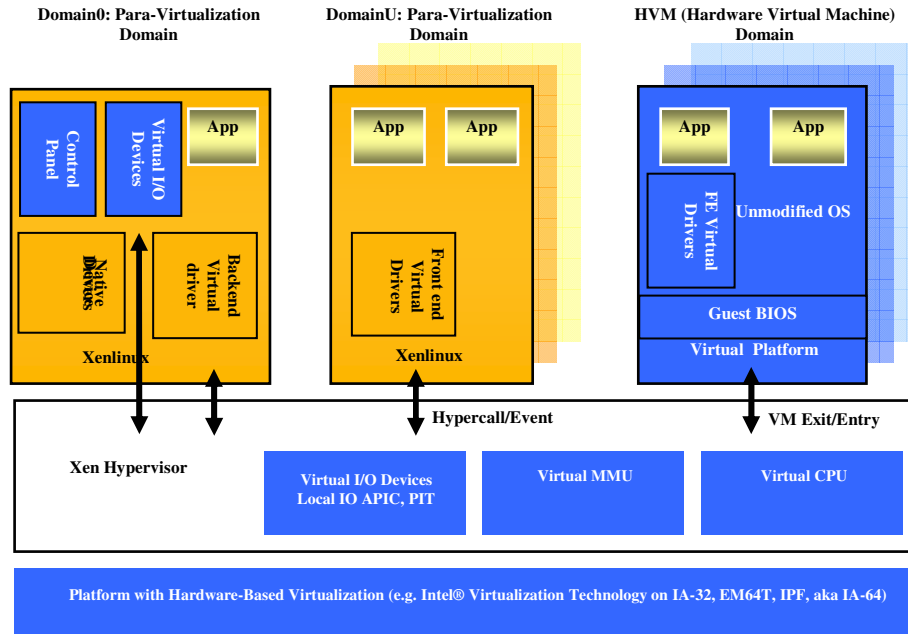 Domain0: Para-Virtualization
Domain
DomainU: Para-Virtualization
Domain
HVM (Hardware Virtual Machine)
Domain
Control
Panel
Virtual I/O
Devices
App
Native
Backend
Virtual
driver
Xenlinux
App
App
Front end
Virtual
Drivers
Xenlinux
App
App
FE Virtual
Drivers
Unmodified OS
Guest BIOS
Virtual Platform
Hypercall/Event
VM Exit/Entry
Xen Hypervisor
Virtual I/O Devices
Local IO APIC, PIT
Virtual MMU
Virtual CPU
Platform with Hardware-Based Virtualization (e.g. Intel® Virtualization Technology on IA-32, EM64T, IPF, aka IA-64)